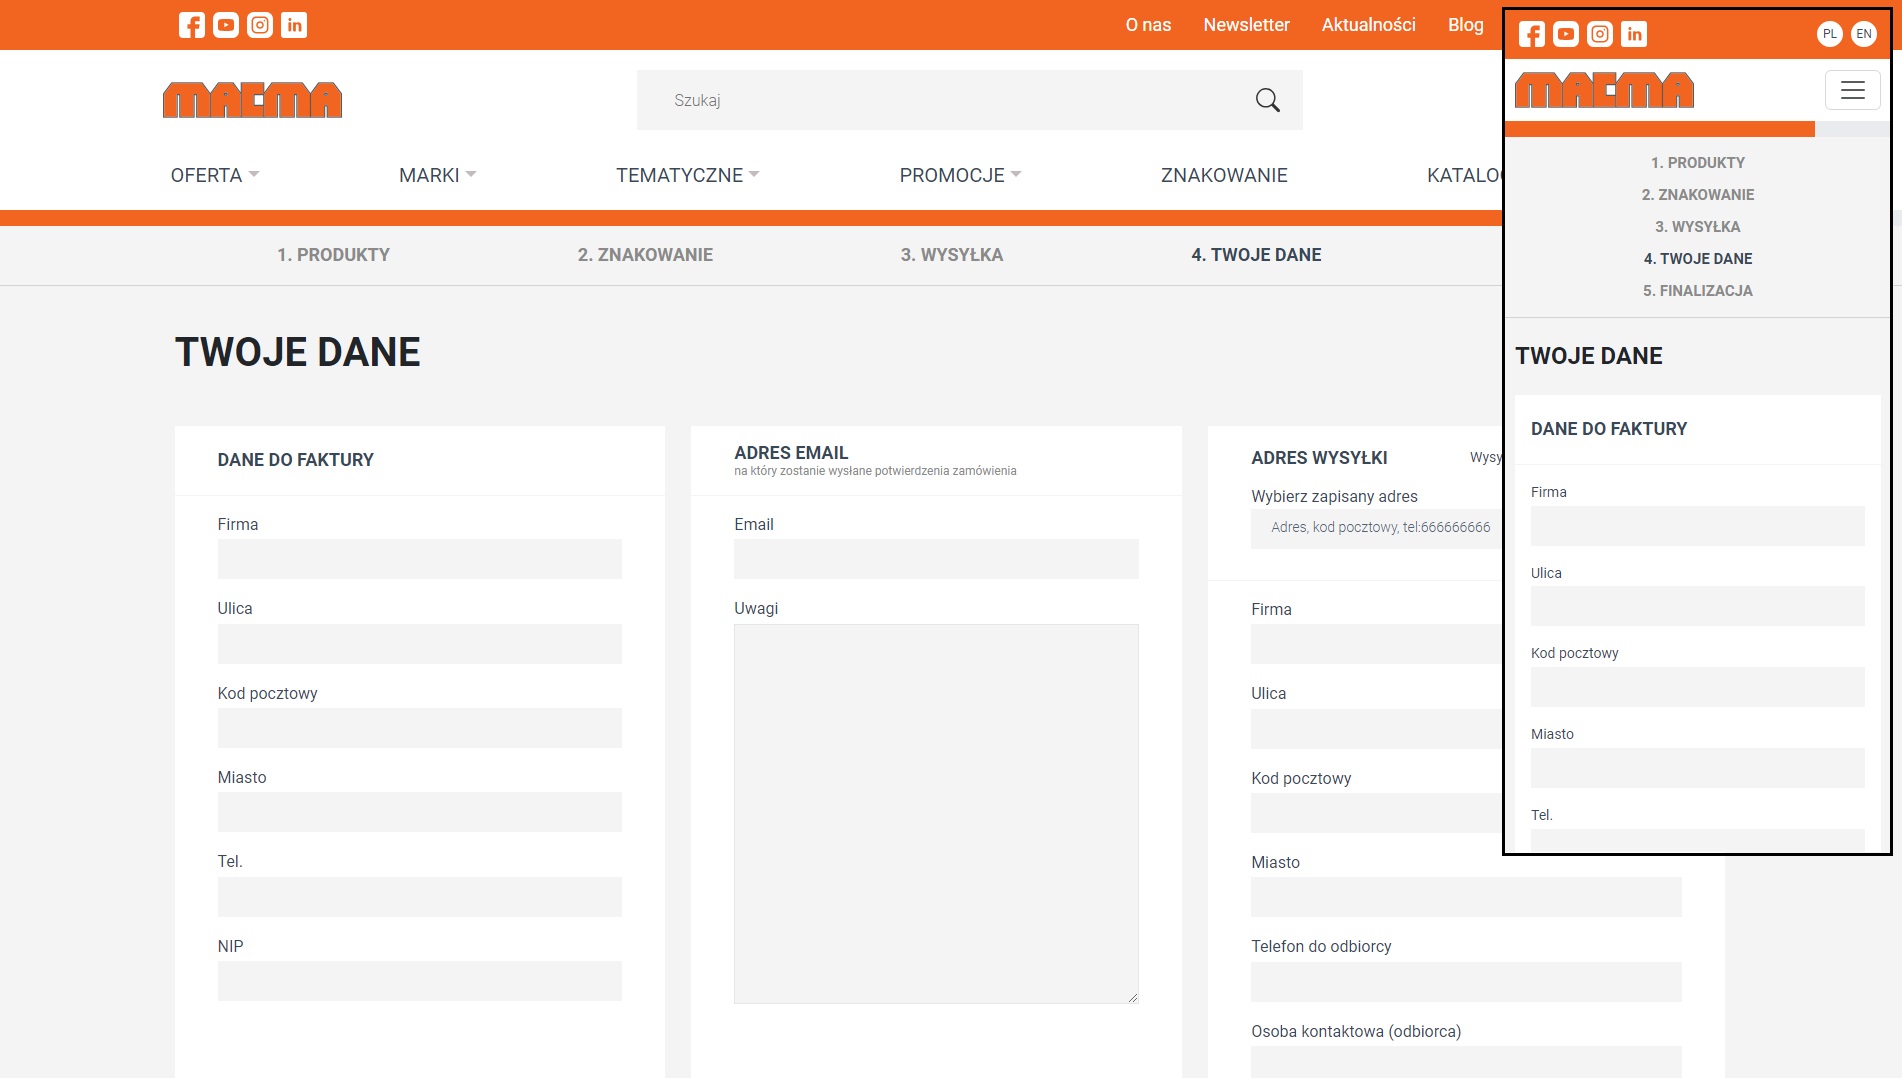 O nas Newsletter Aktualności Blog
MACMA
Szukaj
OFERTA MARKI TEMATYCZNE PROMOCJE ZNAKOWANIE
1. PRODUKTY 2. ZNAKOWANIE 3. WYSYŁKA 4. TWOJE DANE
TWOJE DANE
DANE DO FAKTURY
Firma
Ulica
Kod pocztowy
Miasto
Tel.
NIP
ADRES EMAIL
na który zostanie wysłane potwierdzenia zamówienia
Email
Uwagi
ADRES WYSYŁKI
Wybierz zapisany adres
Adres, kod pocztowy, tel:666666666
Firma
Ulica
Kod pocztowy
Miasto
Telefon do odbiorcy
Osoba kontaktowa (odbiorca)
PL EN
MACMA
1. PRODUKTY
2. ZNAKOWANIE
3. WYSYŁKA
4. TWOJE DANE
5. FINALIZACJA
TWOJE DANE
DANE DO FAKTURY
Firma
Ulica
Kod pocztowy
Miasto
Tel.